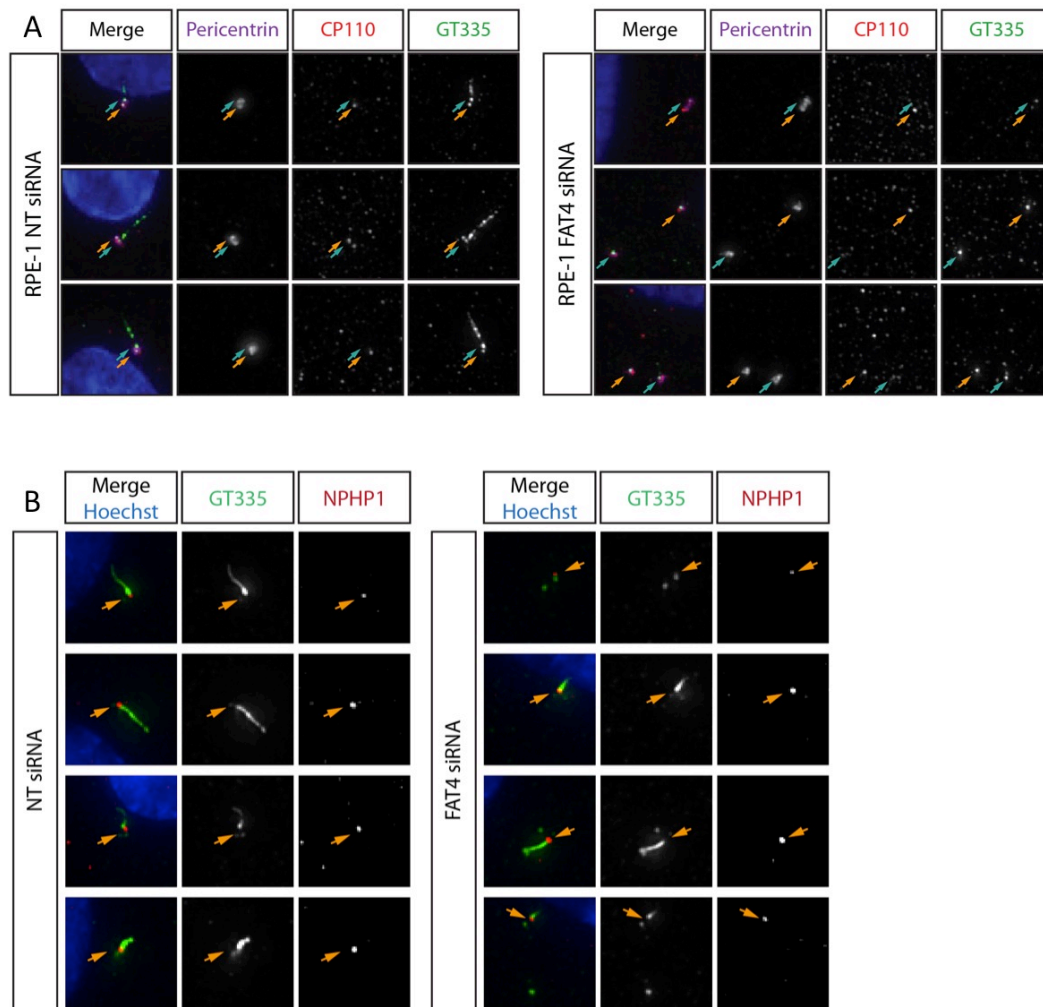 A
Merge
Pericentrin
CP110
GT335
Merge
Pericentrin
CP110
GT335
RPE-1 NT siRNA
RPE-1 FAT4 siRNA
B
Merge
Hoechst
GT335
NPHP1
Merge
Hoechst
GT335
NPHP1
NT siRNA
FAT4 siRNA